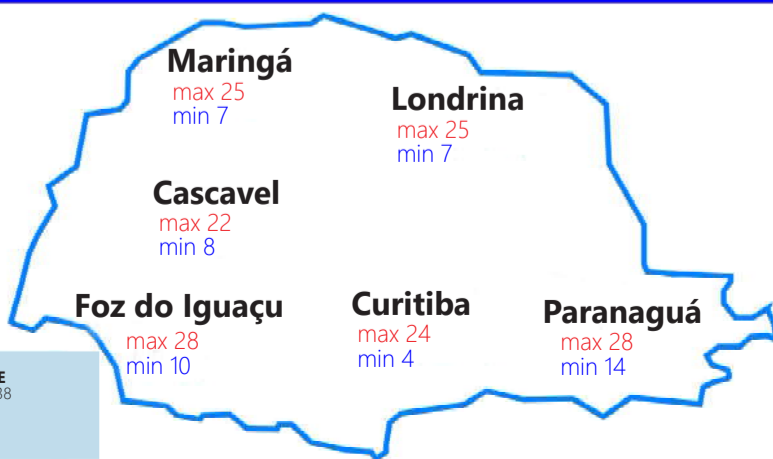 Maringá
max 25
min 7
Londrina
max 25
min 7
Cascavel
max 22
min 8
Foz do Iguaçu
max 28
min 10
Curitiba
max 24
min 4
Paranaguá
max 28
min 14